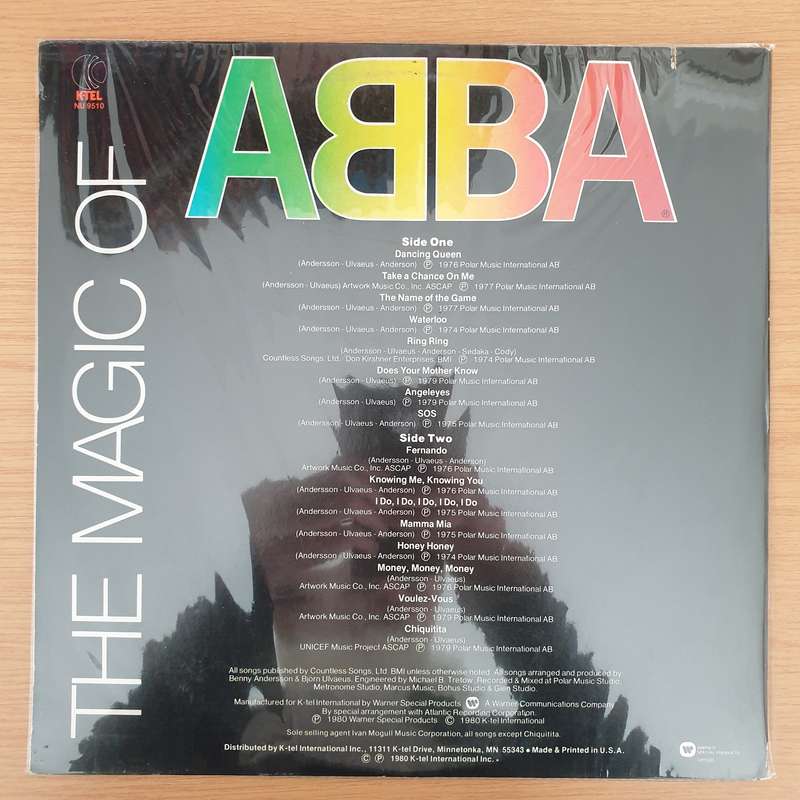 K-TEL
NU 9510
ABBA
®
THE MAGIC OF
Side One
Dancing Queen
(Andersson - Ulvaeus - Anderson) Ⓟ 1976 Polar Music International AB
Take a Chance On Me
(Andersson - Ulvaeus) Artwork Music Co., Inc. ASCAP Ⓟ 1977 Polar Music International AB
The Name of the Game
(Andersson - Ulvaeus - Anderson) Ⓟ 1977 Polar Music International AB
Waterloo
(Andersson - Ulvaeus - Anderson) Ⓟ 1974 Polar Music International AB
Ring Ring
(Andersson - Ulvaeus - Anderson - Sedaka - Cody)
Countless Songs, Ltd. Don Kirshner Enterprises, BMI Ⓟ 1974 Polar Music International AB
Does Your Mother Know
(Andersson - Ulvaeus) Ⓟ 1979 Polar Music International AB
Angeleyes
(Andersson - Ulvaeus) Ⓟ 1979 Polar Music International AB
SOS
(Andersson - Ulvaeus - Anderson) Ⓟ 1975 Polar Music International AB
Side Two
Fernando
(Andersson - Ulvaeus - Anderson)
Artwork Music Co., Inc. ASCAP Ⓟ 1976 Polar Music International AB
Knowing Me, Knowing You
(Andersson - Ulvaeus - Anderson) Ⓟ 1976 Polar Music International AB
I Do, I Do, I Do, I Do, I Do
(Andersson - Ulvaeus - Anderson) Ⓟ 1975 Polar Music International AB
Mamma Mia
(Andersson - Ulvaeus - Anderson) Ⓟ 1975 Polar Music International AB
Honey Honey
(Andersson - Ulvaeus - Anderson) Ⓟ 1974 Polar Music International AB
Money, Money, Money
(Andersson - Ulvaeus)
Artwork Music Co., Inc. ASCAP Ⓟ 1976 Polar Music International AB
Voulez-Vous
(Andersson - Ulvaeus)
Artwork Music Co., Inc. ASCAP Ⓟ 1979 Polar Music International AB
Chiquitita
(Andersson - Ulvaeus)
UNICEF Music Project ASCAP Ⓟ 1979 Polar Music International AB
All songs published by Countless Songs, Ltd. BMI unless otherwise noted. All songs arranged and produced by
Benny Andersson & Björn Ulvaeus. Engineered by Michael B. Tretow. Recorded & Mixed at Polar Music Studio,
Metronome Studio, Marcus Music, Bohus Studio & Glen Studio.
Manufactured for K-tel International by Warner Special Products A Warner Communications Company
By special arrangement with Atlantic Recording Corporation
Ⓟ 1980 Warner Special Products © 1980 K-tel International
Sole selling agent Ivan Mogull Music Corporation, all songs except Chiquitita.
Distributed by K-tel International Inc., 11311 K-tel Drive, Minnetonka, MN 55343 • Made & Printed in U.S.A.
© Ⓟ 1980 K-tel International Inc.
SPECIAL PRODUCTS